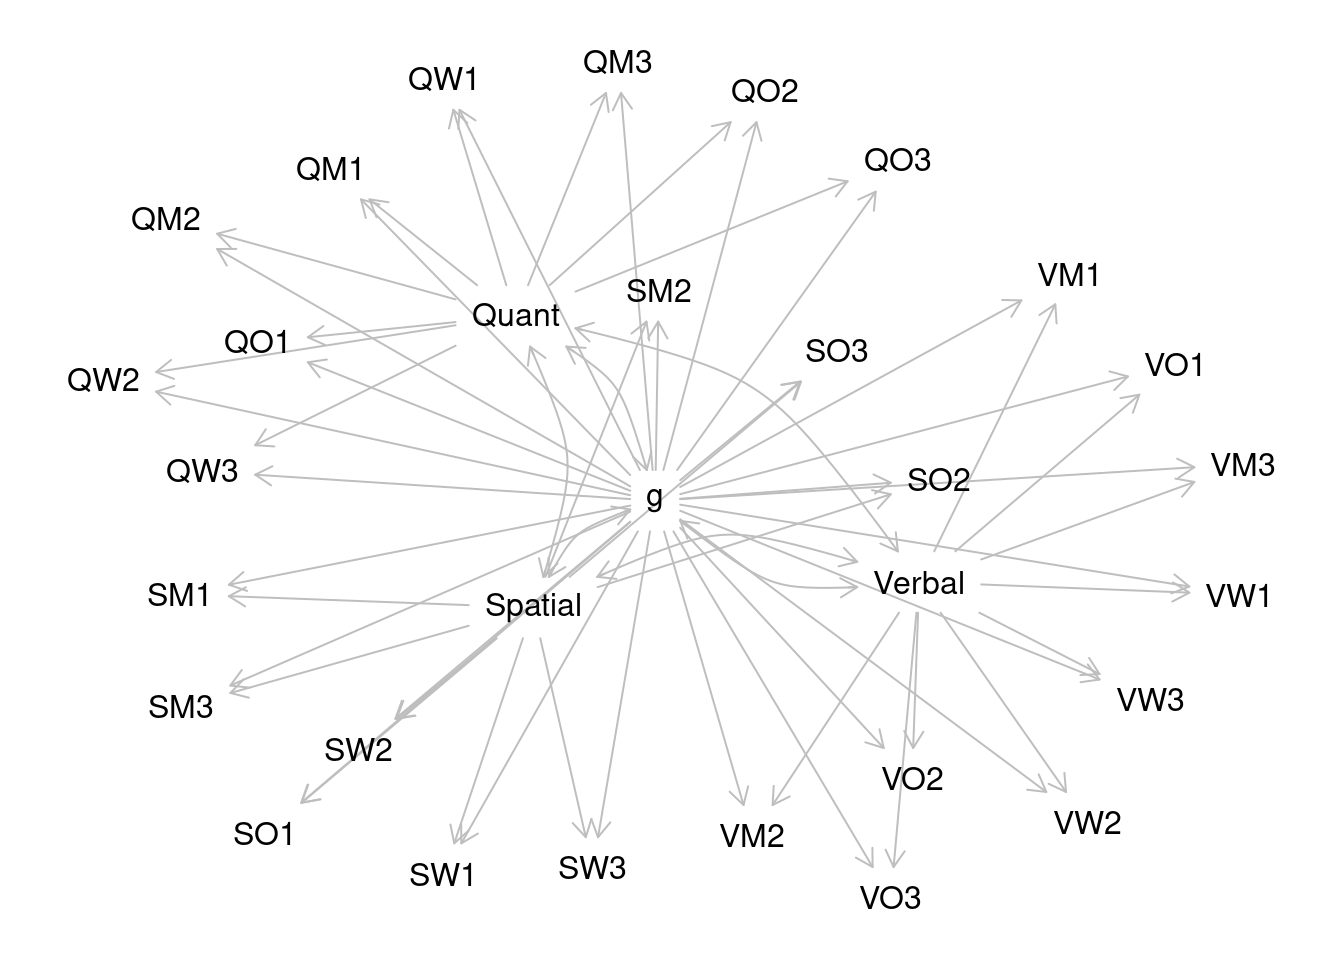 QM3
QW1
QO2
QO3
QM1
QM2
VM1
SM2
Quant
QO1
SO3
VO1
QW2
VM3
QW3
SO2
g
Verbal
SM1
VW1
Spatial
VW3
SM3
SW2
VO2
VW2
SO1
VM2
SW3
SW1
VO3